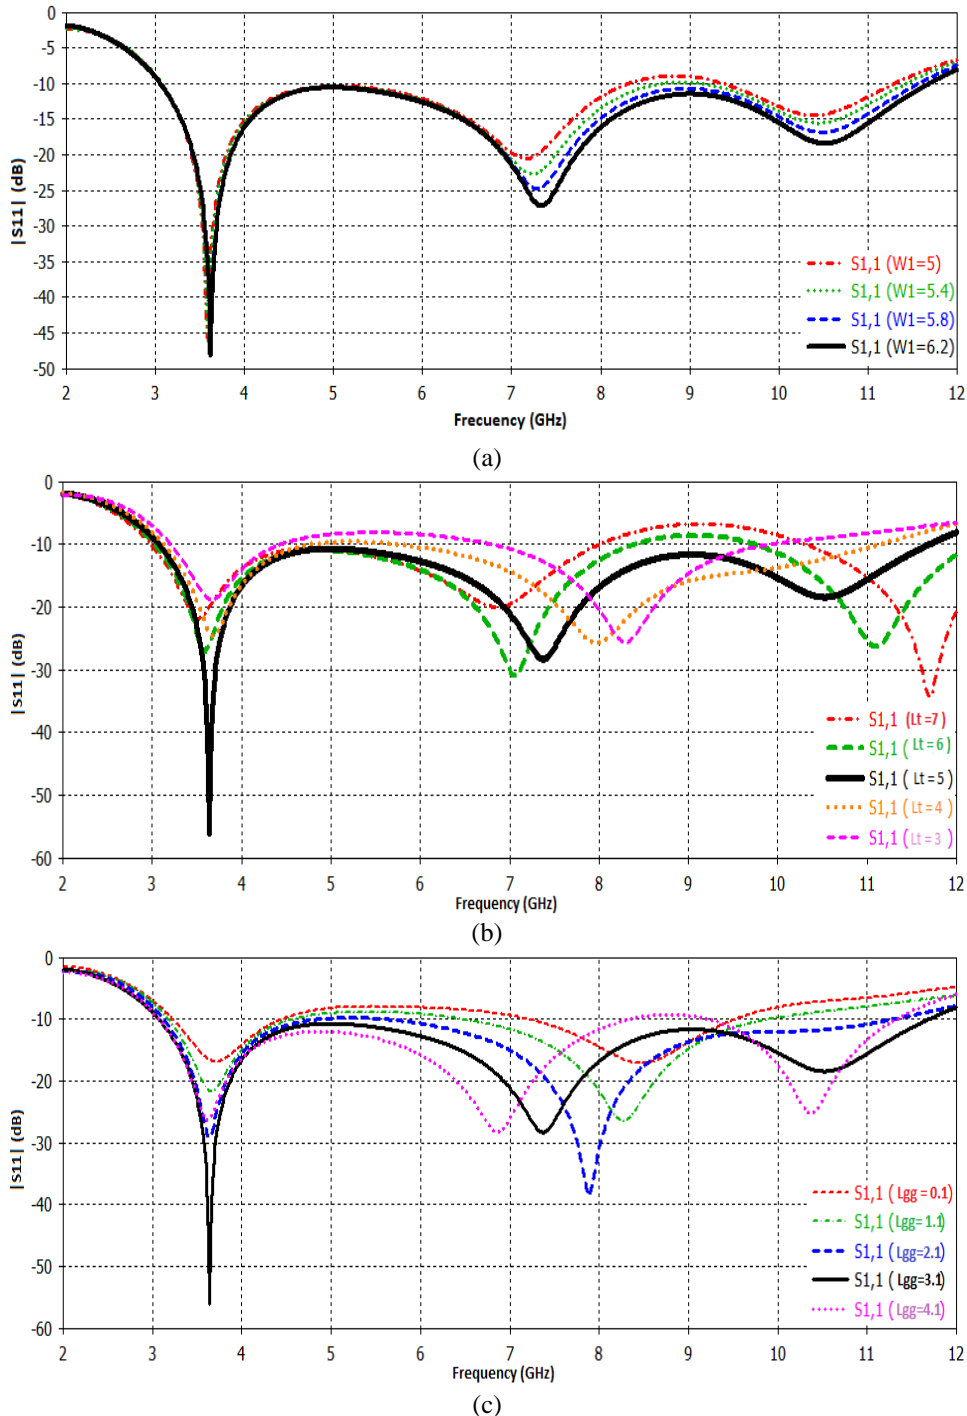 0
-5
-10
-15
-20
-25
-30
-35
-40
-45
-50
|S11| (dB)
S1,1 (W1=5)
S1,1 (W1=5.4)
S1,1 (W1=5.8)
S1,1 (W1=6.2)
2 3 4 5 6 7 8 9 10 11 12
Frecuency (GHz)
(a)
0
-10
-20
-30
-40
-50
-60
|S11| (dB)
S1,1 (Lt=7)
S1,1 ( Lt=6 )
S1,1 ( Lt=5 )
S1,1 ( Lt=4 )
S1,1 ( Lt= 3 )
2 3 4 5 6 7 8 9 10 11 12
Frequency (GHz)
(b)
0
-10
-20
-30
-40
-50
-60
|S11| (dB)
S1,1 ( Lgg= 0.1)
S1,1 ( Lgg= 1.1)
S1,1 ( Lgg=2.1)
S1,1 ( Lgg=3.1)
S1,1 ( Lgg=4.1)
2 3 4 5 6 7 8 9 10 11 12
Frequency (GHz)
(c)